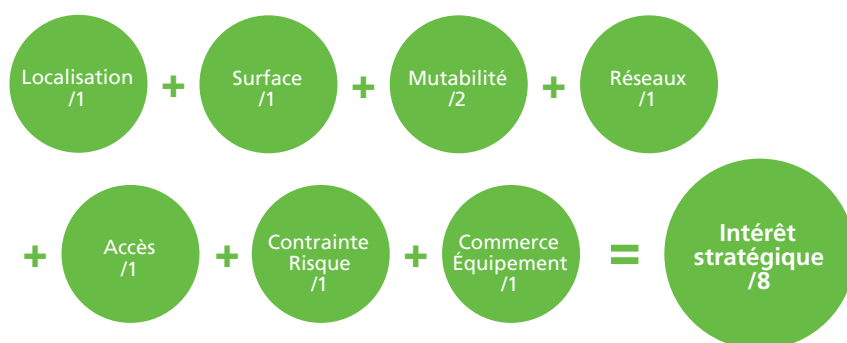 Localisation
/1
+
Surface
/1
+
Mutabilité
/2
+
Réseaux
/1
+
Accès
/1
+
Contrainte
Risque
/1
+
Commerce
Équipement
/1
=
Intérêt
stratégique
/8